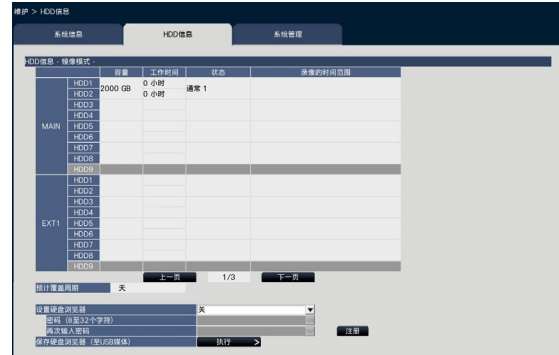 维护 > HDD信息
系统信息 HDD信息 系统管理
HDD信息 - 镜像模式 -
容量 工作时间 状态 录像的时间范围
MAIN
HDD1 2000 GB 0 小时 通常 1
HDD2 0 小时
HDD3
HDD4
HDD5
HDD6
HDD7
HDD8
HDD9
EXT1
HDD1
HDD2
HDD3
HDD4
HDD5
HDD6
HDD7
HDD8
HDD9
上一页 1/3 下一页
预计覆盖周期 天
设置硬盘浏览器 关
密码 (8至32个字符)
再次输入密码 注册
保存硬盘浏览器 (至USB媒体) 执行 >